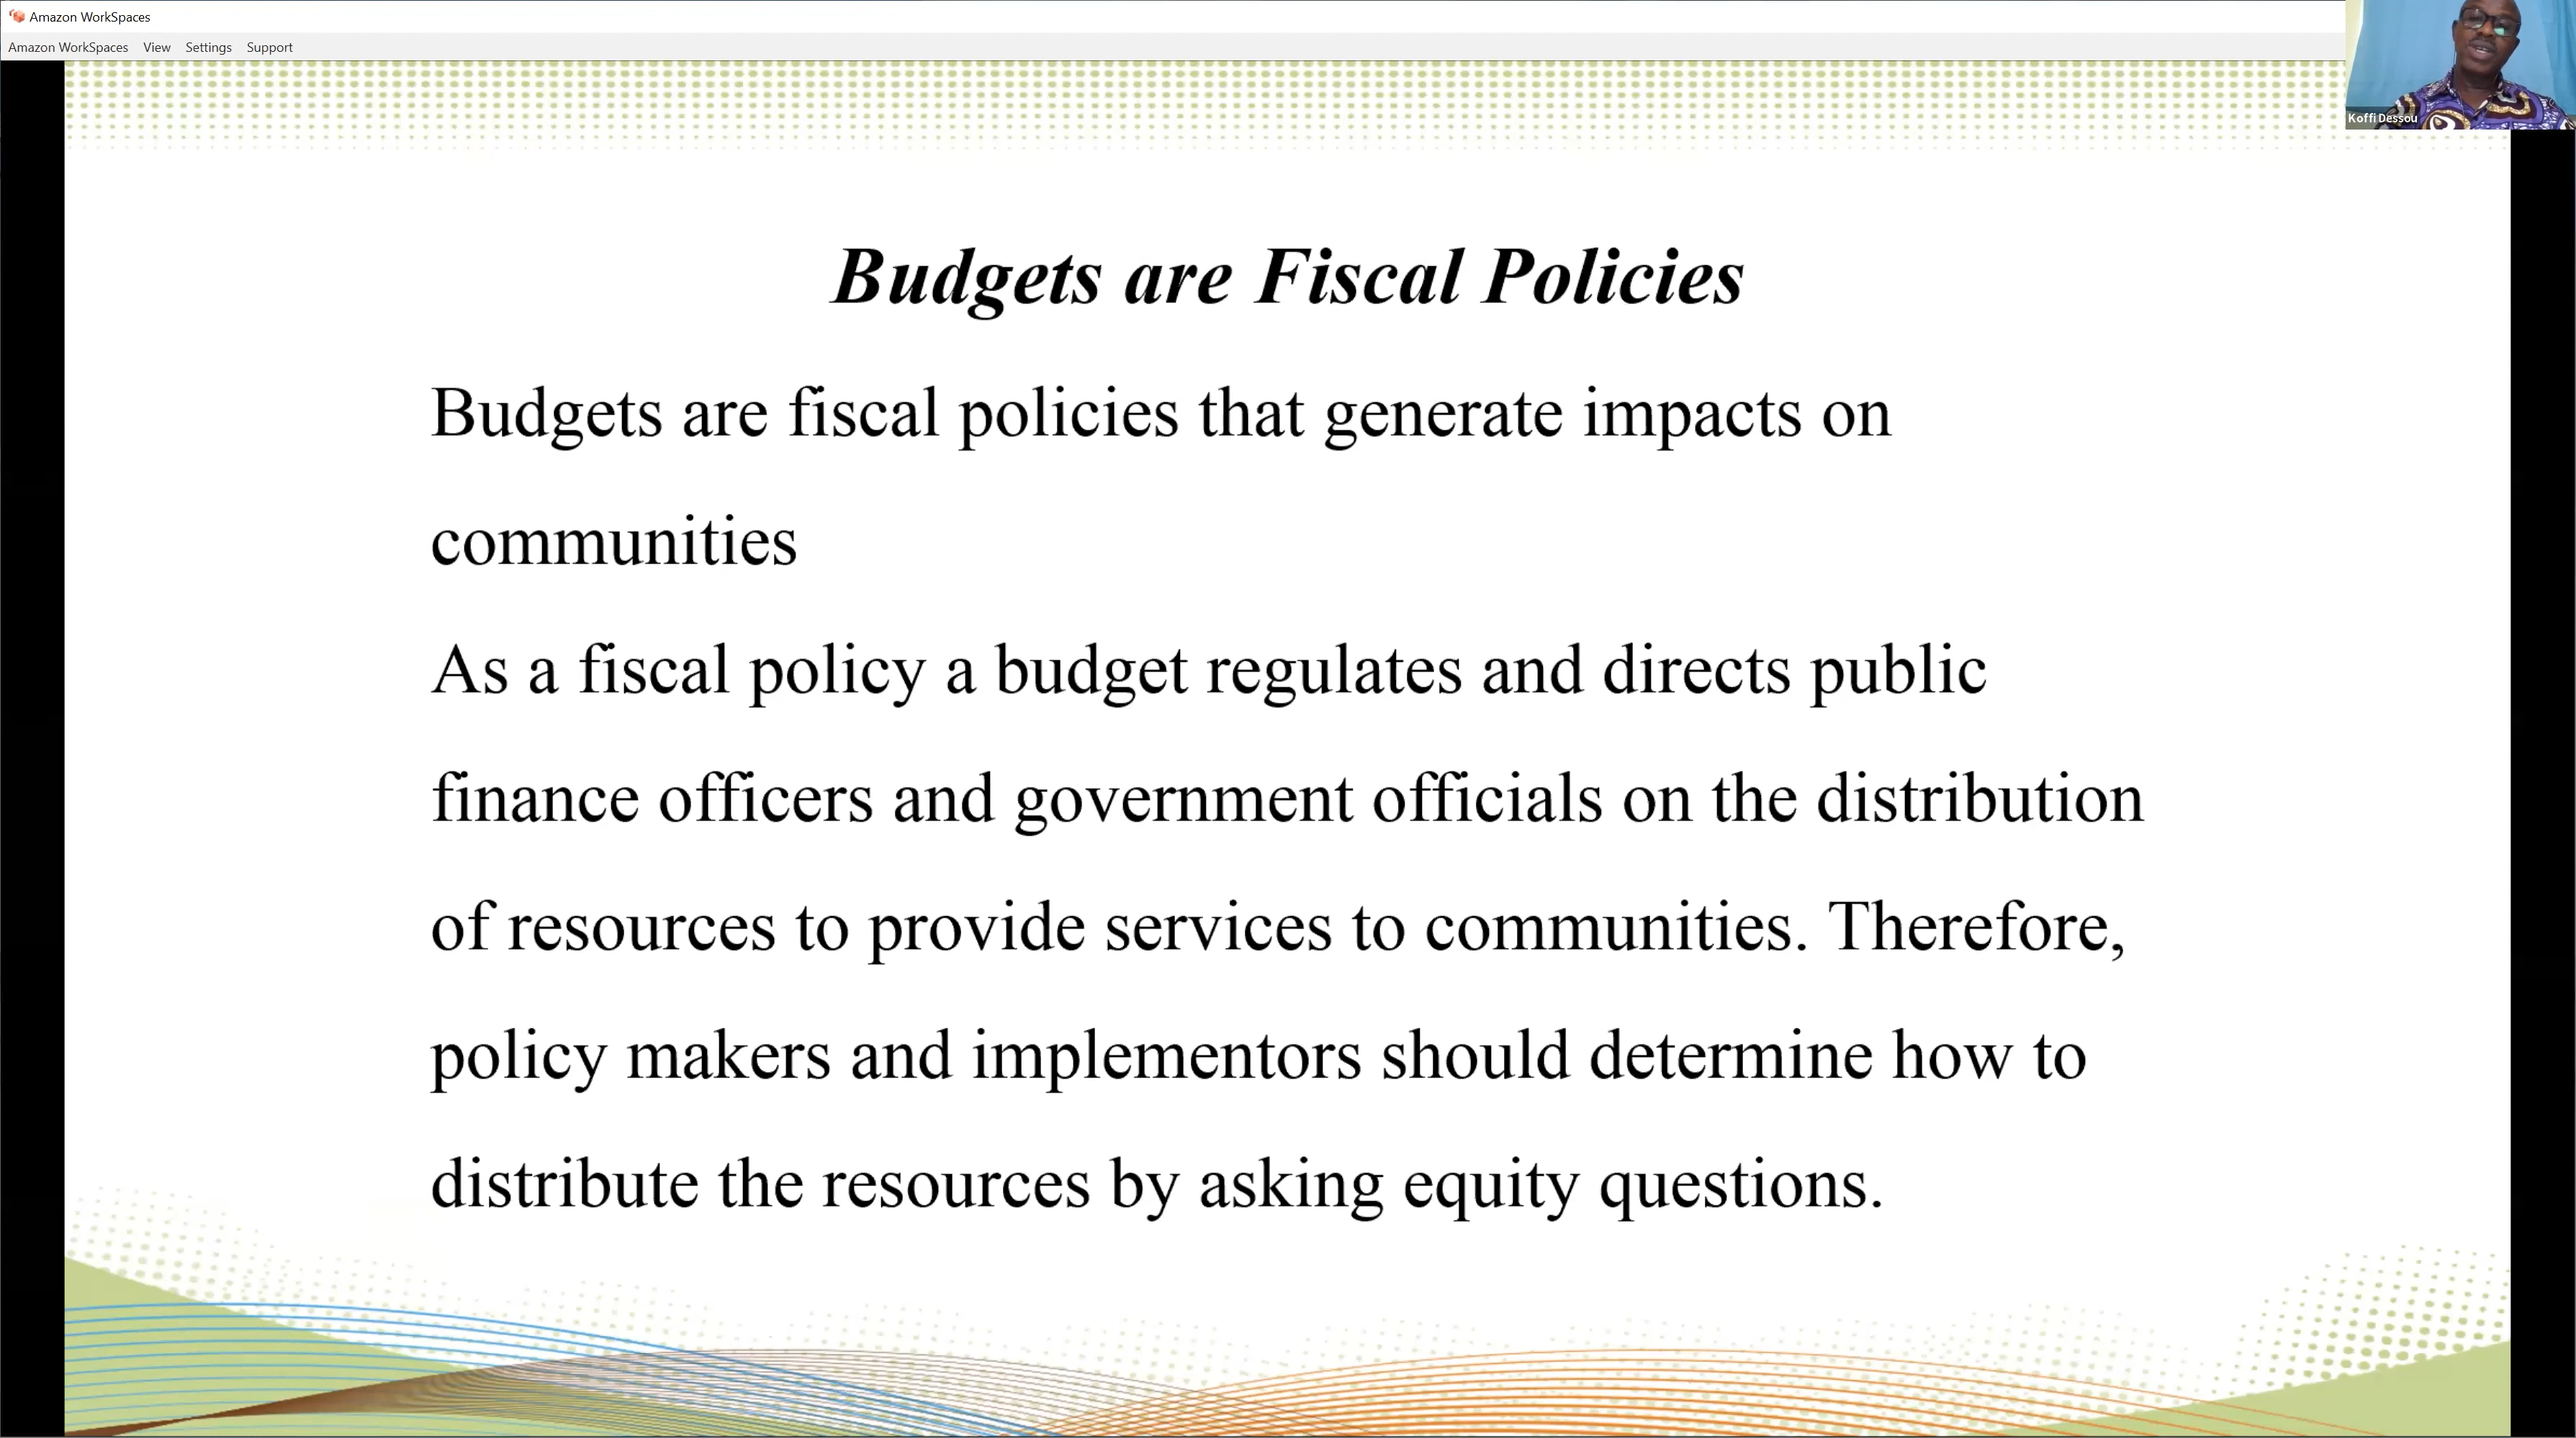 Amazon WorkSpaces
Amazon WorkSpaces View Settings Support
Koffi Dessou
Budgets are Fiscal Policies
Budgets are fiscal policies that generate impacts on
communities
As a fiscal policy a budget regulates and directs public
finance officers and government officials on the distribution
of resources to provide services to communities. Therefore,
policy makers and implementors should determine how to
distribute the resources by asking equity questions.